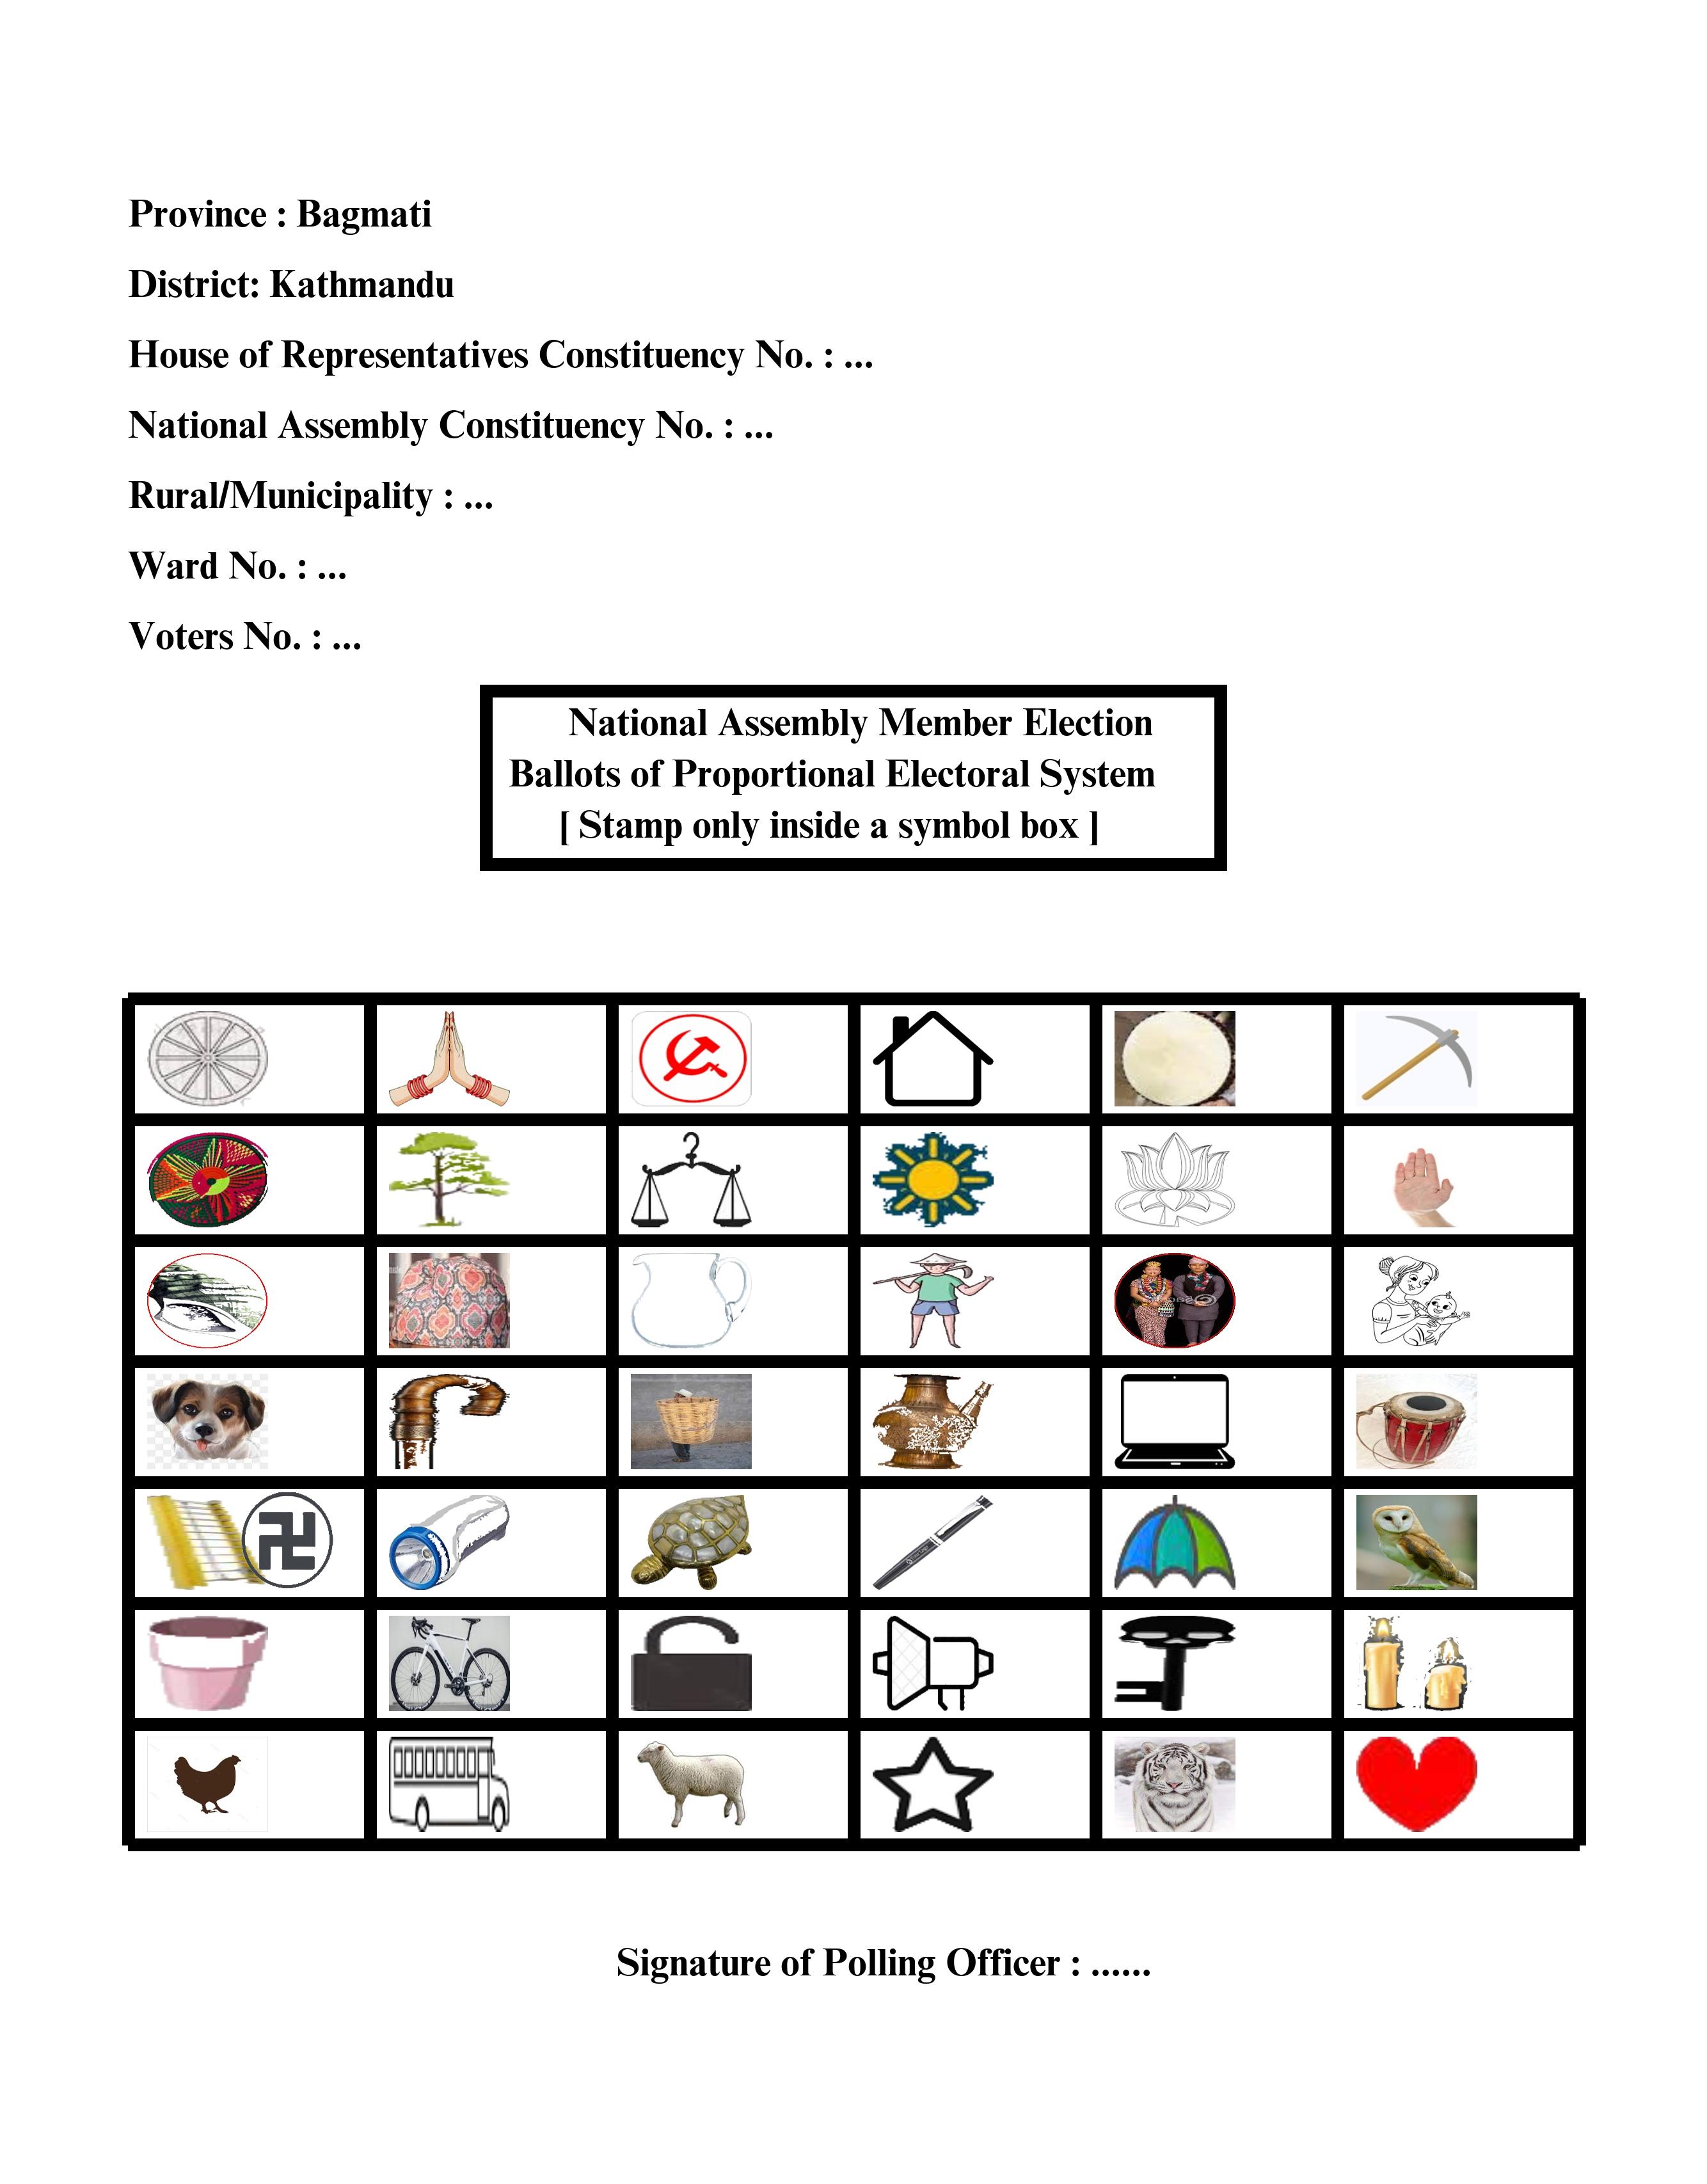 Province : Bagmati
District: Kathmandu
House of Representatives Constituency No. : ...
National Assembly Constituency No. : ...
Rural/Municipality : ...
Ward No. : ...
Voters No. : ...
National Assembly Member Election
Ballots of Proportional Electoral System
[ Stamp only inside a symbol box ]
Signature of Polling Officer : ......